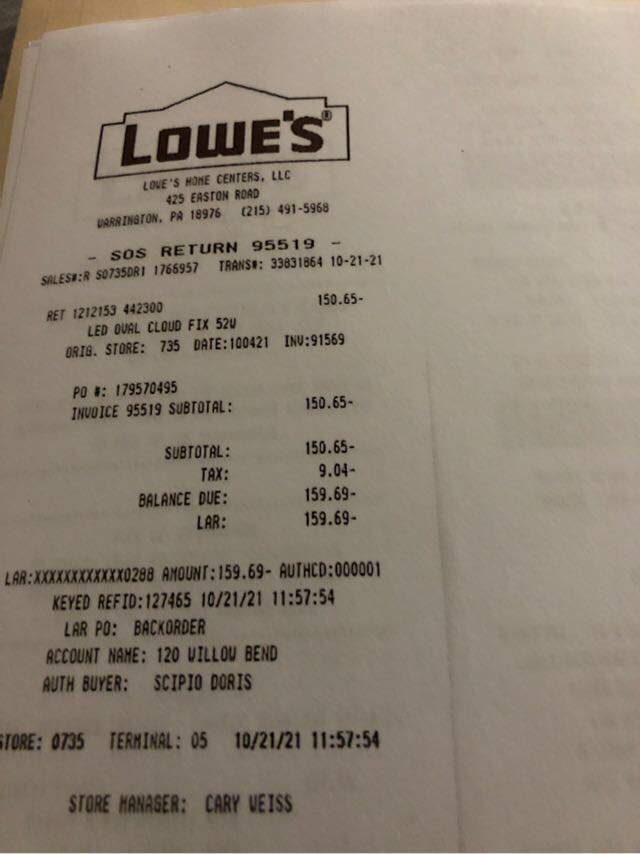 LOWE'S®
LOWE'S HOME CENTERS, LLC
425 EASTON ROAD
WARRINGTON, PA 18976 (215) 491-5968
- SOS RETURN 95519 -
SALES#:R S0735DR1 1766957 TRANS#: 33831864 10-21-21
RET 1212153 442300 150.65-
LED OVAL CLOUD FIX 52W
ORIG. STORE: 735 DATE:100421 INV:91569
PO #: 179570495
INVOICE 95519 SUBTOTAL: 150.65-
SUBTOTAL: 150.65-
TAX: 9.04-
BALANCE DUE: 159.69-
LAR: 159.69-
LAR:XXXXXXXXXXXX0288 AMOUNT:159.69- AUTHCD:000001
KEYED REFID:127465 10/21/21 11:57:54
LAR PO: BACKORDER
ACCOUNT NAME: 120 WILLOW BEND
AUTH BUYER: SCIPIO DORIS
STORE: 0735 TERMINAL: 05 10/21/21 11:57:54
STORE MANAGER: CARY WEISS